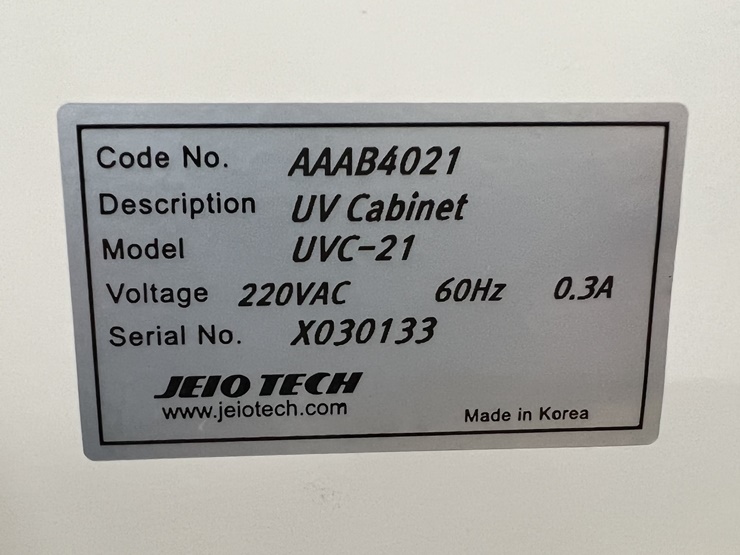 Code No. AAAB4021
Description UV Cabinet
Model UVC-21
Voltage 220VAC 60Hz 0.3A
Serial No. X030133
JEIO TECH
www.jeiotech.com
Made in Korea